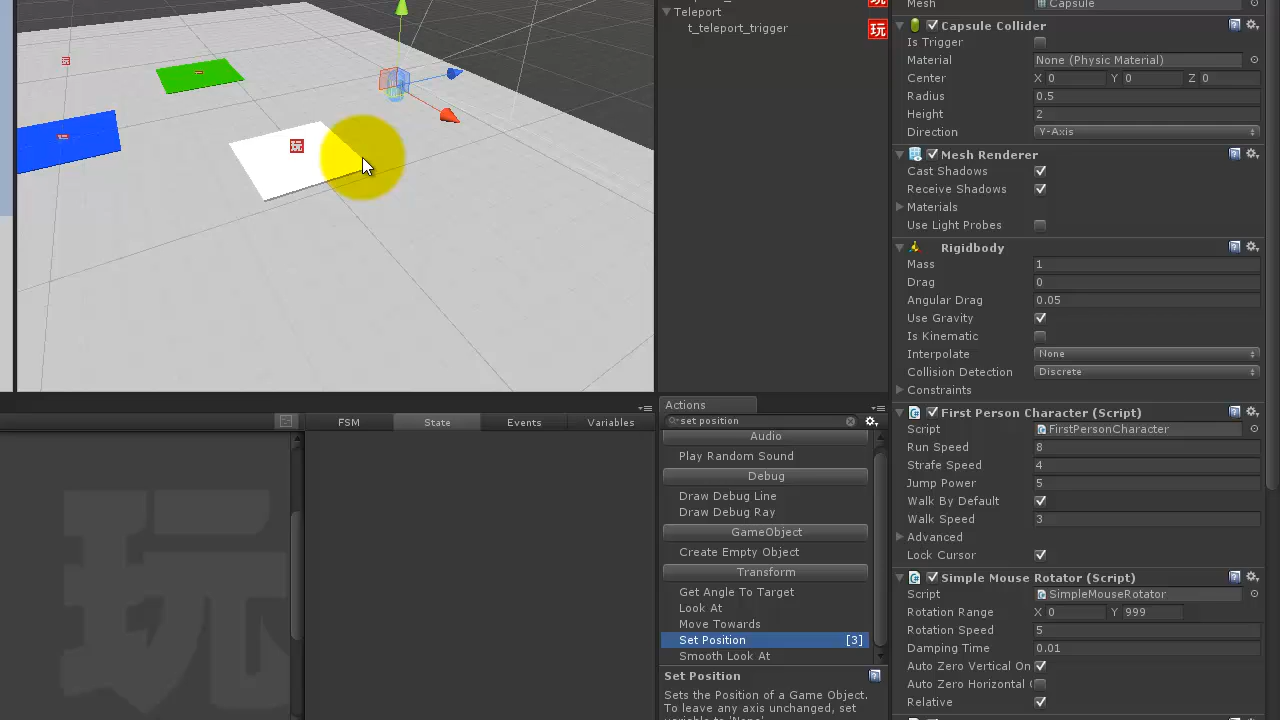 Mesh
Capsule
Teleport
t_teleport_trigger
玩
玩
玩
Capsule Collider
Is Trigger
Material
None (Physic Material)
Center
X 0
Y 0
Z 0
Radius
0.5
Height
2
Direction
Y-Axis
Mesh Renderer
Cast Shadows
Receive Shadows
Materials
Use Light Probes
Rigidbody
Mass
1
Drag
0
Angular Drag
0.05
Use Gravity
Is Kinematic
Interpolate
None
Collision Detection
Discrete
Constraints
First Person Character (Script)
Script
FirstPersonCharacter
Run Speed
8
Strafe Speed
4
Jump Power
5
Walk By Default
Walk Speed
3
Advanced
Lock Cursor
Simple Mouse Rotator (Script)
Script
SimpleMouseRotator
Rotation Range
X 0
Y 999
Rotation Speed
5
Damping Time
0.01
Auto Zero Vertical On
Auto Zero Horizontal
Relative
FSM
State
Events
Variables
Actions
set position
Audio
Play Random Sound
Debug
Draw Debug Line
Draw Debug Ray
GameObject
Create Empty Object
Transform
Get Angle To Target
Look At
Move Towards
Set Position
[3]
Smooth Look At
Set Position
Sets the Position of a Game Object.
To leave any axis unchanged, set
variable to 'None'.